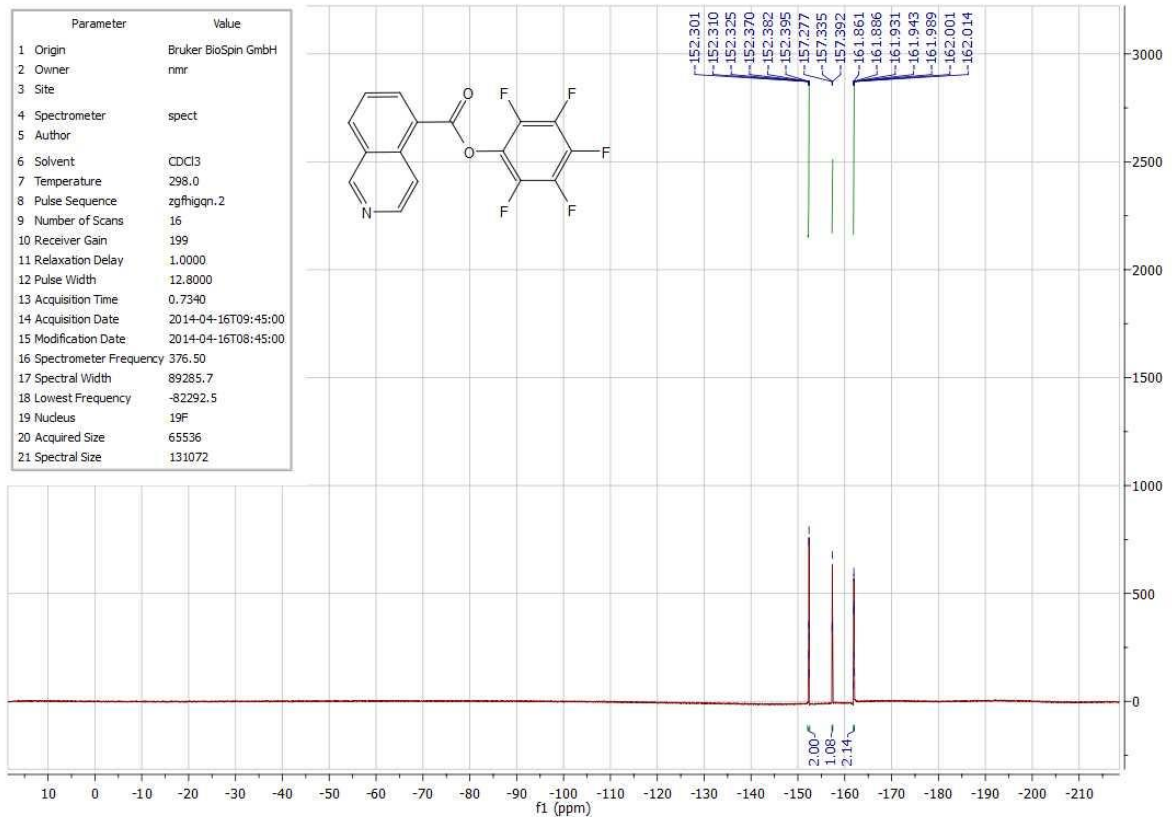 Parameter Value
1 Origin Bruker BioSpin GmbH
2 Owner nmr
3 Site
4 Spectrometer spect
5 Author
6 Solvent CDCl3
7 Temperature 298.0
8 Pulse Sequence zgfhigqn.2
9 Number of Scans 16
10 Receiver Gain 199
11 Relaxation Delay 1.0000
12 Pulse Width 12.8000
13 Acquisition Time 0.7340
14 Acquisition Date 2014-04-16T09:45:00
15 Modification Date 2014-04-16T08:45:00
16 Spectrometer Frequency 376.50
17 Spectral Width 89285.7
18 Lowest Frequency -82292.5
19 Nucleus 19F
20 Acquired Size 65536
21 Spectral Size 131072
-152.301
-152.310
-152.325
-152.370
-152.382
-152.395
-157.277
-157.335
-157.392
-161.861
-161.886
-161.931
-161.943
-161.989
-162.001
-162.014
O
F F
O F
F F
N
3000
2500
2000
1500
1000
500
0
2.00
1.08
2.14
10 0 -10 -20 -30 -40 -50 -60 -70 -80 -90 -100 -110 -120 -130 -140 -150 -160 -170 -180 -190 -200 -210
f1 (ppm)